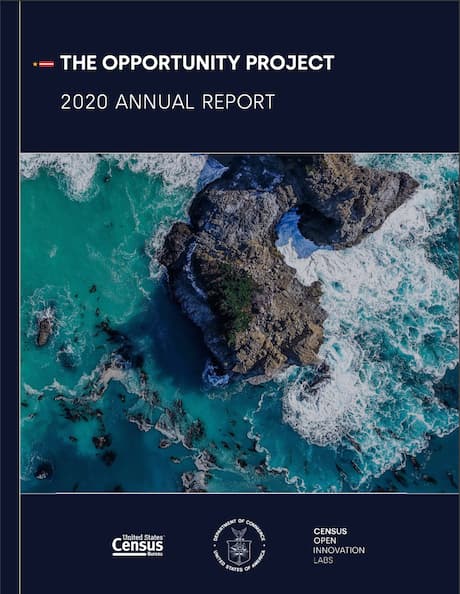 THE OPPORTUNITY PROJECT
2020 ANNUAL REPORT
United States
Census
Bureau
DEPARTMENT OF COMMERCE
UNITED STATES OF AMERICA
CENSUS
OPEN
INNOVATION
LABS